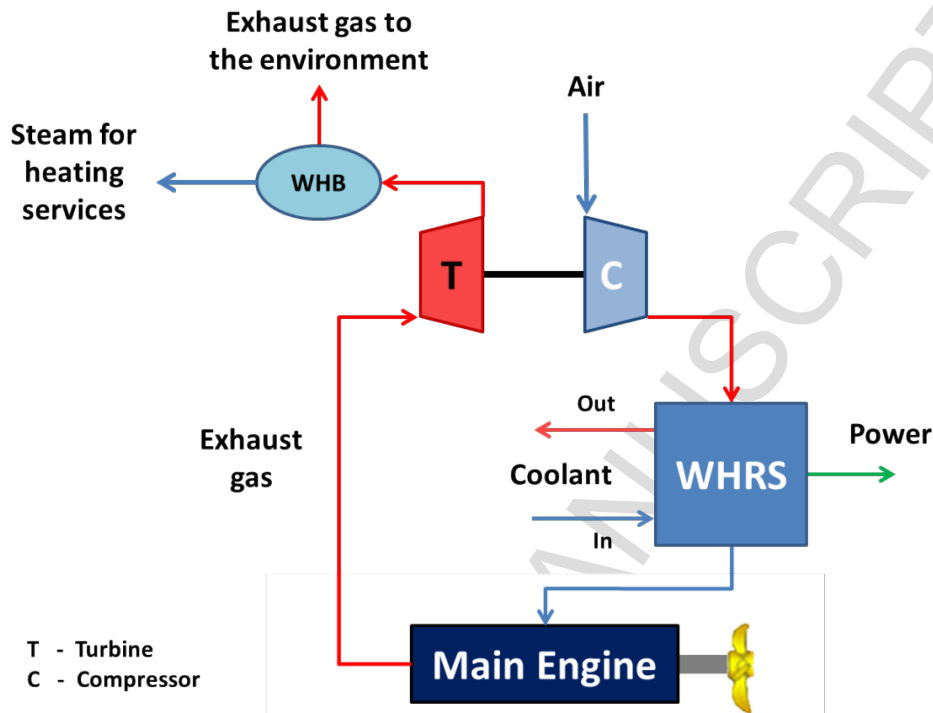 Exhaust gas to
the environment
Air
Steam for
heating
services
WHB
T
C
Out
Exhaust
gas
Coolant
WHRS
Power
In
Main Engine
T - Turbine
C - Compressor
ANUSCRIPT